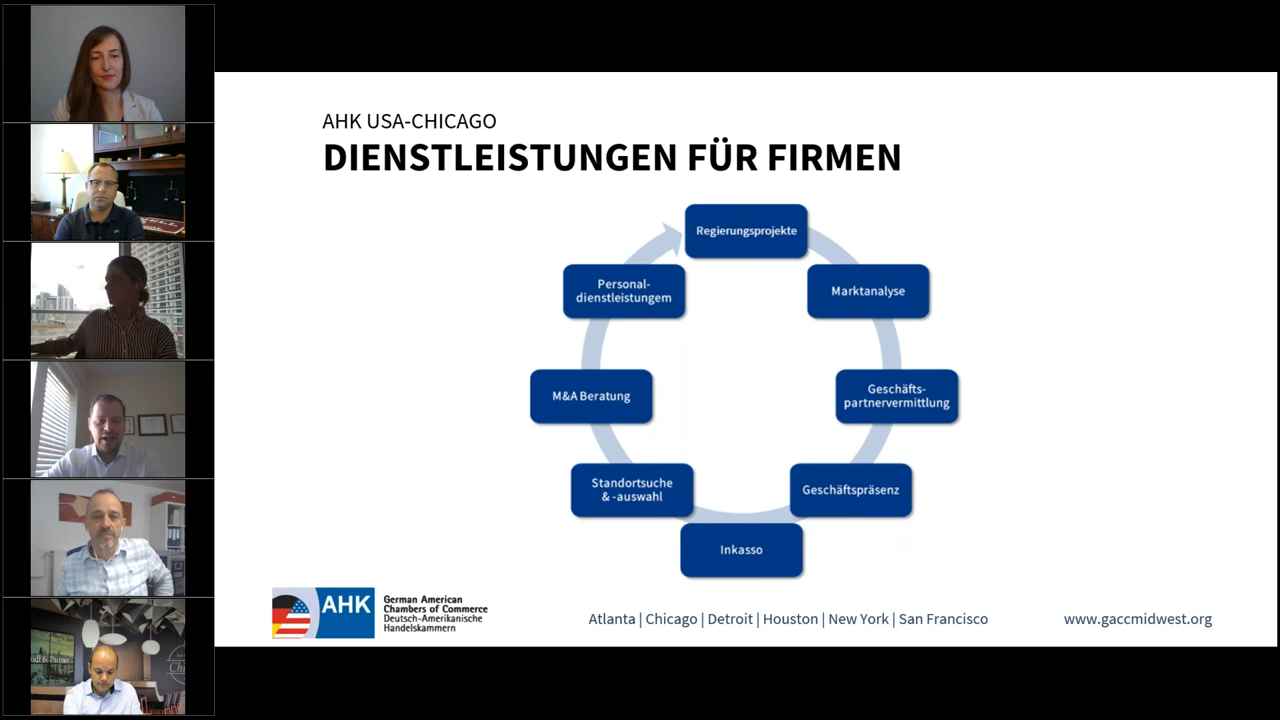 AHK USA-CHICAGO
DIENSTLEISTUNGEN FÜR FIRMEN
Regierungsprojekte
Marktanalyse
Geschäfts-
partnervermittlung
Geschäftspräsenz
Inkasso
Standortsuche
& -auswahl
M&A Beratung
Personal-
dienstleistungem
AHK
German American
Chambers of Commerce
Deutsch-Amerikanische
Handelskammern
Atlanta | Chicago | Detroit | Houston | New York | San Francisco
www.gaccmidwest.org
& Partner